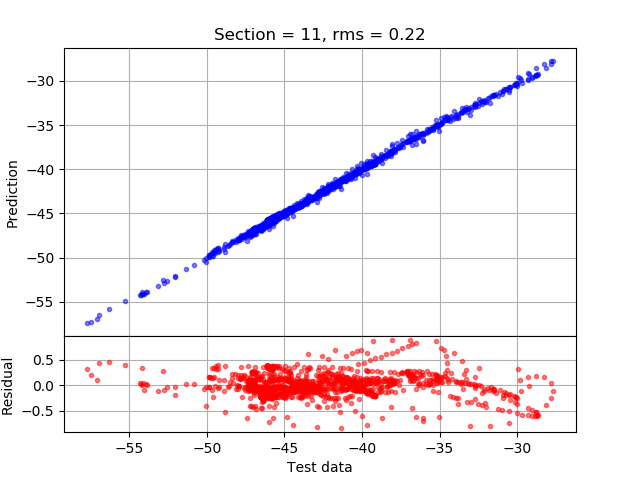 Section = 11, rms = 0.22
−30
−35
−40
−45
−50
−55
Prediction
0.5
0.0
−0.5
Residual
−55 −50 −45 −40 −35 −30
Test data